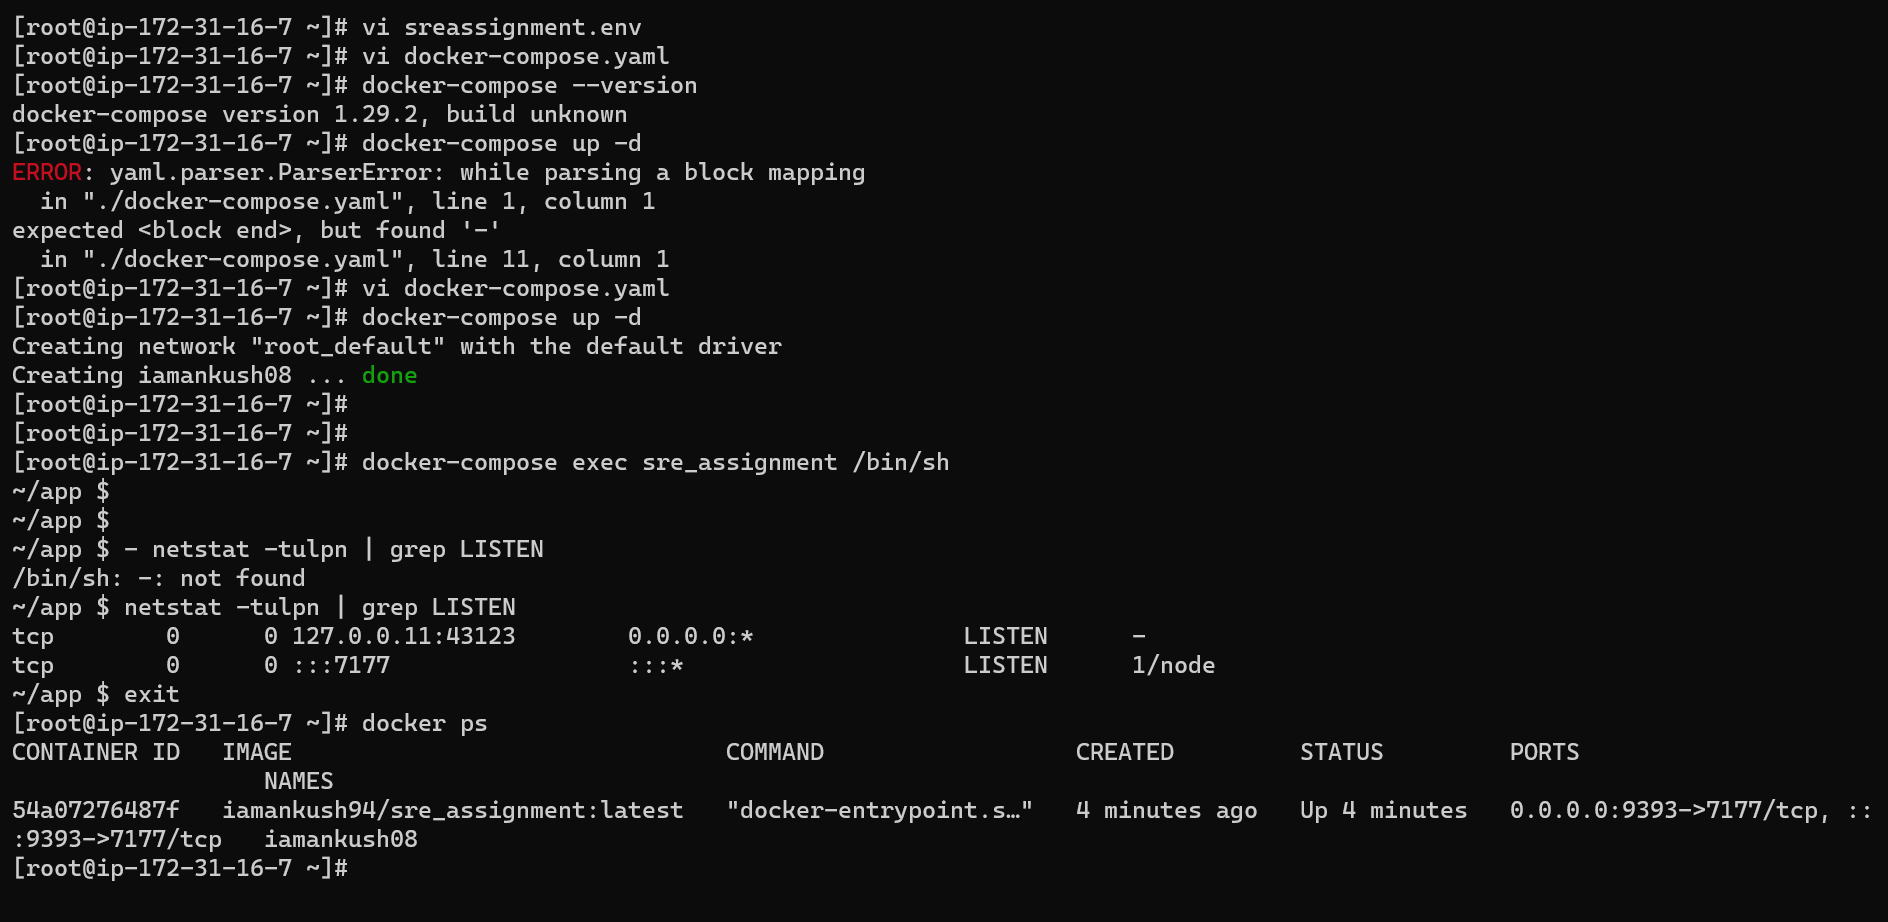 [root@ip-172-31-16-7 ~]# vi sreassignment.env
[root@ip-172-31-16-7 ~]# vi docker-compose.yaml
[root@ip-172-31-16-7 ~]# docker-compose --version
docker-compose version 1.29.2, build unknown
[root@ip-172-31-16-7 ~]# docker-compose up -d
ERROR: yaml.parser.ParserError: while parsing a block mapping
  in "./docker-compose.yaml", line 1, column 1
expected <block end>, but found '-'
  in "./docker-compose.yaml", line 11, column 1
[root@ip-172-31-16-7 ~]# vi docker-compose.yaml
[root@ip-172-31-16-7 ~]# docker-compose up -d
Creating network "root_default" with the default driver
Creating iamankush08 ... done
[root@ip-172-31-16-7 ~]#
[root@ip-172-31-16-7 ~]#
[root@ip-172-31-16-7 ~]# docker-compose exec sre_assignment /bin/sh
~/app $
~/app $
~/app $ - netstat -tulpn | grep LISTEN
/bin/sh: -: not found
~/app $ netstat -tulpn | grep LISTEN
tcp        0      0 127.0.0.11:43123        0.0.0.0:*               LISTEN      -
tcp        0      0 :::7177                 :::*                    LISTEN      1/node
~/app $ exit
[root@ip-172-31-16-7 ~]# docker ps
CONTAINER ID   IMAGE                               COMMAND                  CREATED         STATUS         PORTS
                  NAMES
54a07276487f   iamankush94/sre_assignment:latest   "docker-entrypoint.s…"   4 minutes ago   Up 4 minutes   0.0.0.0:9393->7177/tcp, ::
:9393->7177/tcp   iamankush08
[root@ip-172-31-16-7 ~]#